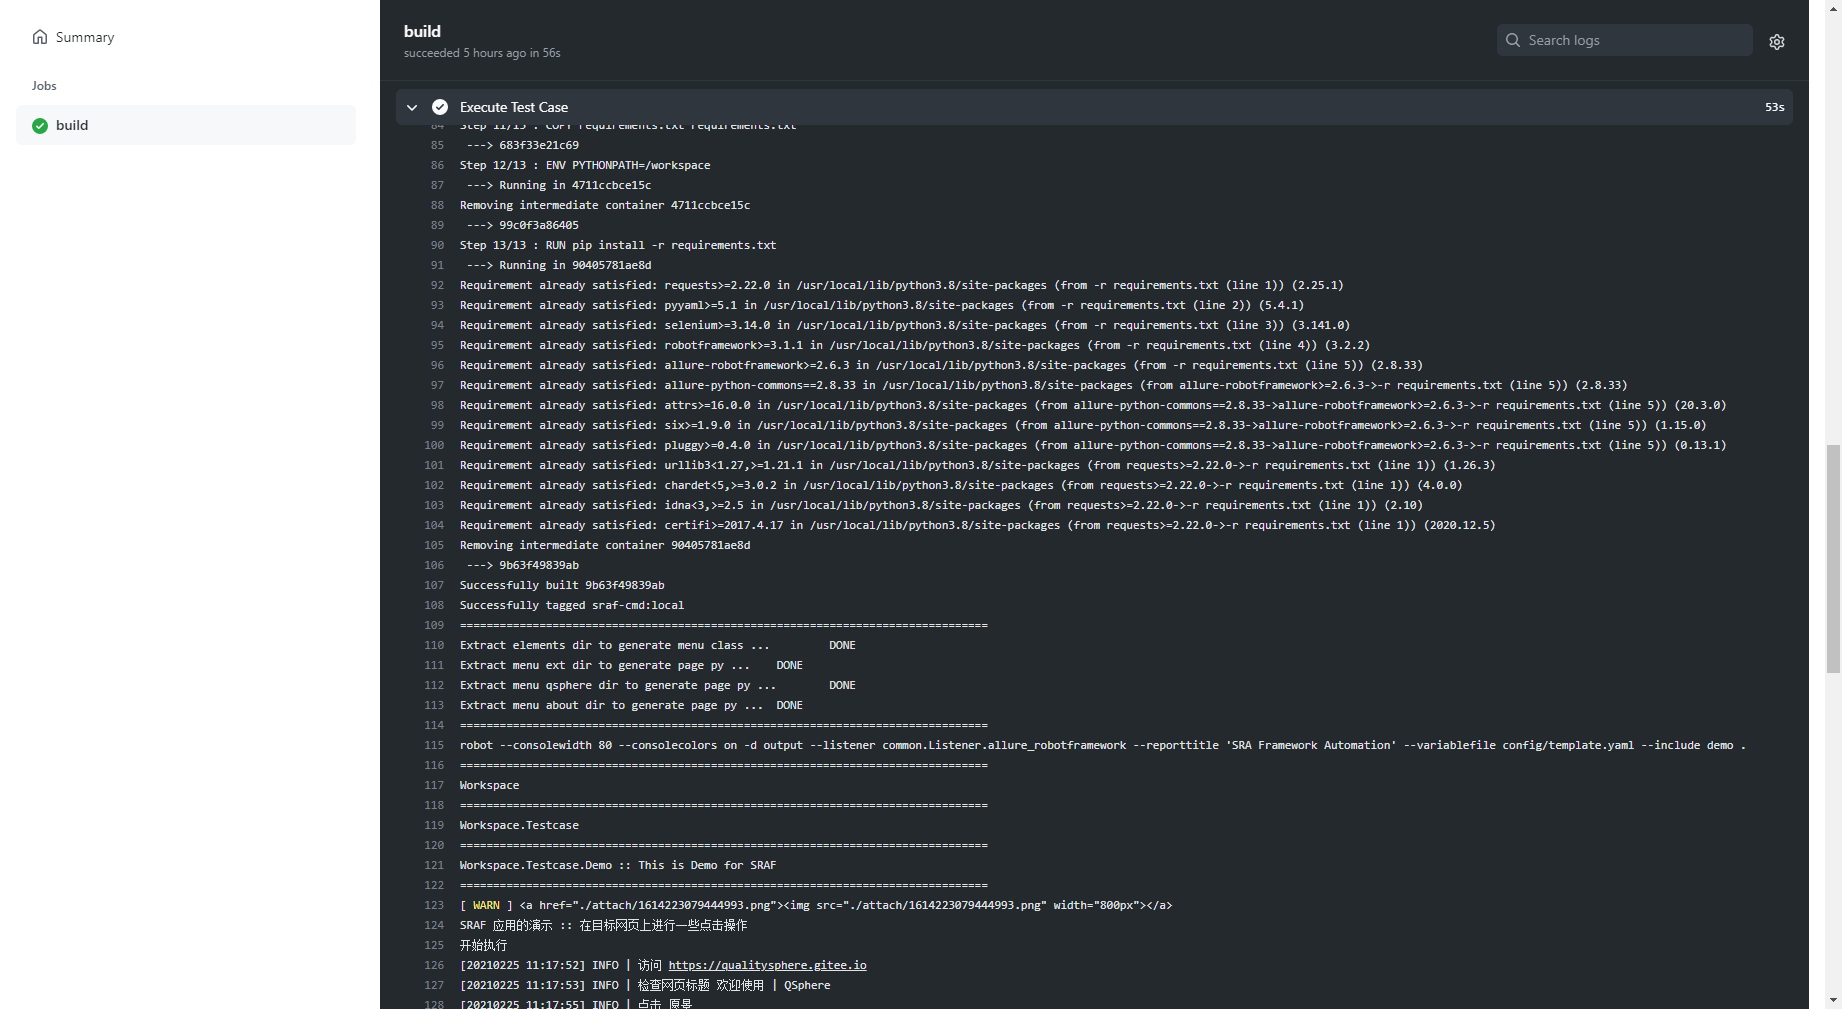 Summary
Jobs
build
build
succeeded 5 hours ago in 56s
Search logs
Execute Test Case
53s
84 Step 11/13 : COPY requirements.txt requirements.txt
85 ---> 683f33e21c69
86 Step 12/13 : ENV PYTHONPATH=/workspace
87 ---> Running in 4711ccbce15c
88 Removing intermediate container 4711ccbce15c
89 ---> 99c0f3a86405
90 Step 13/13 : RUN pip install -r requirements.txt
91 ---> Running in 90405781ae8d
92 Requirement already satisfied: requests>=2.22.0 in /usr/local/lib/python3.8/site-packages (from -r requirements.txt (line 1)) (2.25.1)
93 Requirement already satisfied: pyyaml>=5.1 in /usr/local/lib/python3.8/site-packages (from -r requirements.txt (line 2)) (5.4.1)
94 Requirement already satisfied: selenium>=3.14.0 in /usr/local/lib/python3.8/site-packages (from -r requirements.txt (line 3)) (3.141.0)
95 Requirement already satisfied: robotframework>=3.1.1 in /usr/local/lib/python3.8/site-packages (from -r requirements.txt (line 4)) (3.2.2)
96 Requirement already satisfied: allure-robotframework>=2.6.3 in /usr/local/lib/python3.8/site-packages (from -r requirements.txt (line 5)) (2.8.33)
97 Requirement already satisfied: allure-python-commons==2.8.33 in /usr/local/lib/python3.8/site-packages (from allure-robotframework>=2.6.3->-r requirements.txt (line 5)) (2.8.33)
98 Requirement already satisfied: attrs>=16.0.0 in /usr/local/lib/python3.8/site-packages (from allure-python-commons==2.8.33->allure-robotframework>=2.6.3->-r requirements.txt (line 5)) (20.3.0)
99 Requirement already satisfied: six>=1.9.0 in /usr/local/lib/python3.8/site-packages (from allure-python-commons==2.8.33->allure-robotframework>=2.6.3->-r requirements.txt (line 5)) (1.15.0)
100 Requirement already satisfied: pluggy>=0.4.0 in /usr/local/lib/python3.8/site-packages (from allure-python-commons==2.8.33->allure-robotframework>=2.6.3->-r requirements.txt (line 5)) (0.13.1)
101 Requirement already satisfied: urllib3<1.27,>=1.21.1 in /usr/local/lib/python3.8/site-packages (from requests>=2.22.0->-r requirements.txt (line 1)) (1.26.3)
102 Requirement already satisfied: chardet<5,>=3.0.2 in /usr/local/lib/python3.8/site-packages (from requests>=2.22.0->-r requirements.txt (line 1)) (4.0.0)
103 Requirement already satisfied: idna<3,>=2.5 in /usr/local/lib/python3.8/site-packages (from requests>=2.22.0->-r requirements.txt (line 1)) (2.10)
104 Requirement already satisfied: certifi>=2017.4.17 in /usr/local/lib/python3.8/site-packages (from requests>=2.22.0->-r requirements.txt (line 1)) (2020.12.5)
105 Removing intermediate container 90405781ae8d
106 ---> 9b63f49839ab
107 Successfully built 9b63f49839ab
108 Successfully tagged sraf-cmd:local
109 ================================================================================
110 Extract elements dir to generate menu class ... DONE
111 Extract menu ext dir to generate page py ... DONE
112 Extract menu qsphere dir to generate page py ... DONE
113 Extract menu about dir to generate page py ... DONE
114 ================================================================================
115 robot --consolewidth 80 --consolecolors on -d output --listener common.Listener.allure_robotframework --reporttitle 'SRA Framework Automation' --variablefile config/template.yaml --include demo .
116 ================================================================================
117 Workspace
118 ================================================================================
119 Workspace.Testcase
120 ================================================================================
121 Workspace.Testcase.Demo :: This is Demo for SRAF
122 ================================================================================
123 [ WARN ] <a href="./attach/1614223079444993.png"><img src="./attach/1614223079444993.png" width="800px"></a>
124 SRAF 应用的演示 :: 在目标网页上进行一些点击操作
125 开始执行
126 [20210225 11:17:52] INFO | 访问 https://qualitysphere.gitee.io
127 [20210225 11:17:53] INFO | 检查网页标题 欢迎使用 | QSphere
128 [20210225 11:17:55] INFO | 点击 愿景